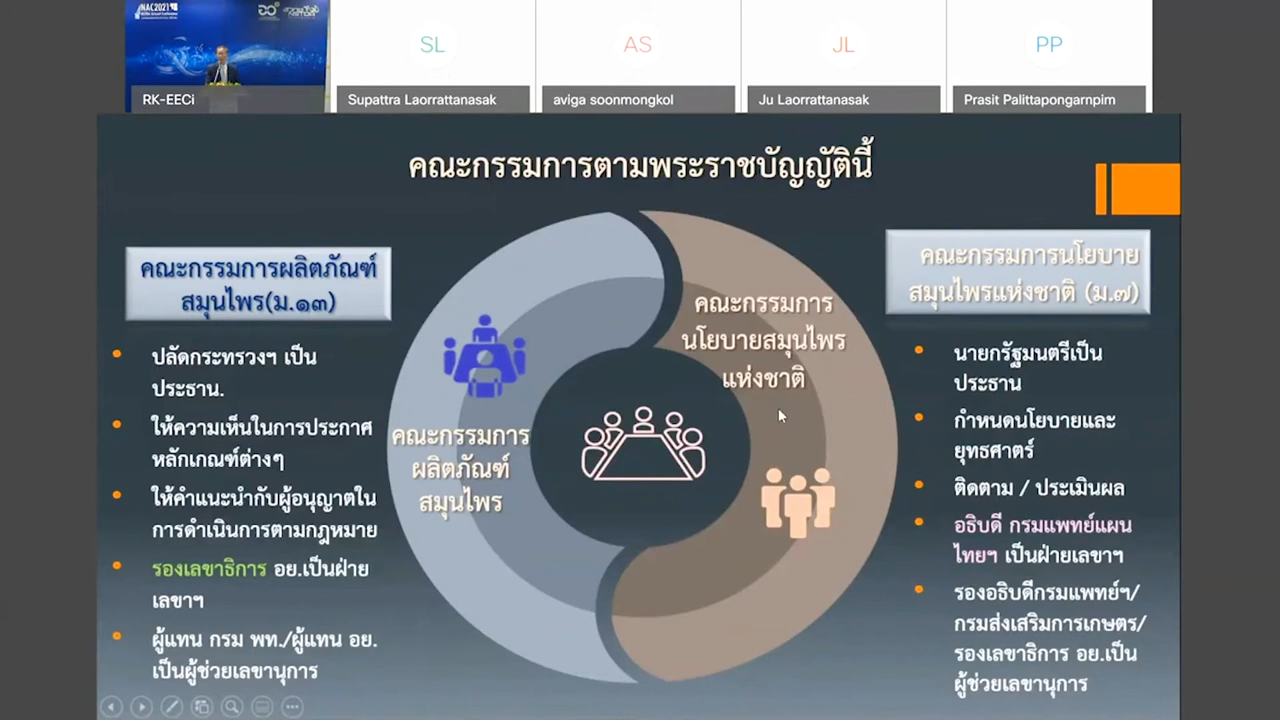 NAC2021
RK-EECi
SL
Supattra Laorrattanasak
AS
aviga soonmongkol
JL
Ju Laorrattanasak
PP
Prasit Palittapongarnpim
คณะกรรมการตามพระราชบัญญัตินี้
คณะกรรมการผลิตภัณฑ์
สมุนไพร(ม.๑๓)
ปลัดกระทรวงฯ เป็น
ประธาน.
ให้ความเห็นในการประกาศ
หลักเกณฑ์ต่างๆ
ให้คำแนะนำกับผู้อนุญาตใน
การดำเนินการตามกฎหมาย
รองเลขาธิการ อย.เป็นฝ่าย
เลขาฯ
ผู้แทน กรม พท./ผู้แทน อย.
เป็นผู้ช่วยเลขานุการ
คณะกรรมการ
ผลิตภัณฑ์
สมุนไพร
คณะกรรมการ
นโยบายสมุนไพร
แห่งชาติ
คณะกรรมการนโยบาย
สมุนไพรแห่งชาติ (ม.๗)
นายกรัฐมนตรีเป็น
ประธาน
กำหนดนโยบายและ
ยุทธศาตร์
ติดตาม / ประเมินผล
อธิบดี กรมแพทย์แผน
ไทยฯ เป็นฝ่ายเลขาฯ
รองอธิบดีกรมแพทย์ฯ/
กรมส่งเสริมการเกษตร/
รองเลขาธิการ อย.เป็น
ผู้ช่วยเลขานุการ